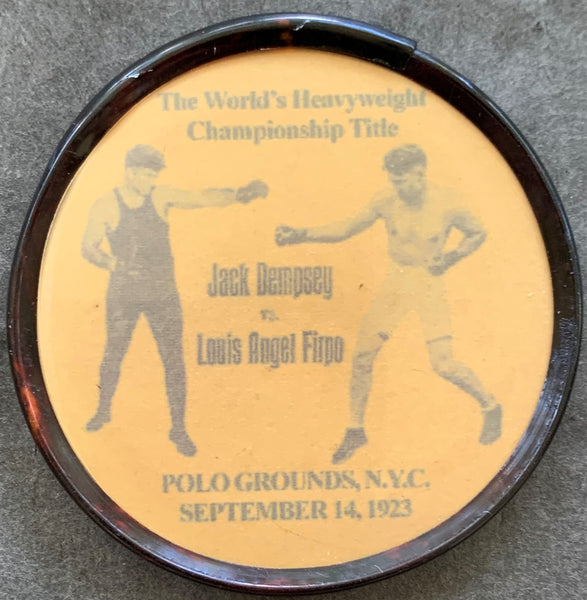 The World's Heavyweight
Championship Title
Jack Dempsey
vs.
Louis Angel Firpo
POLO GROUNDS, N.Y.C.
SEPTEMBER 14, 1923